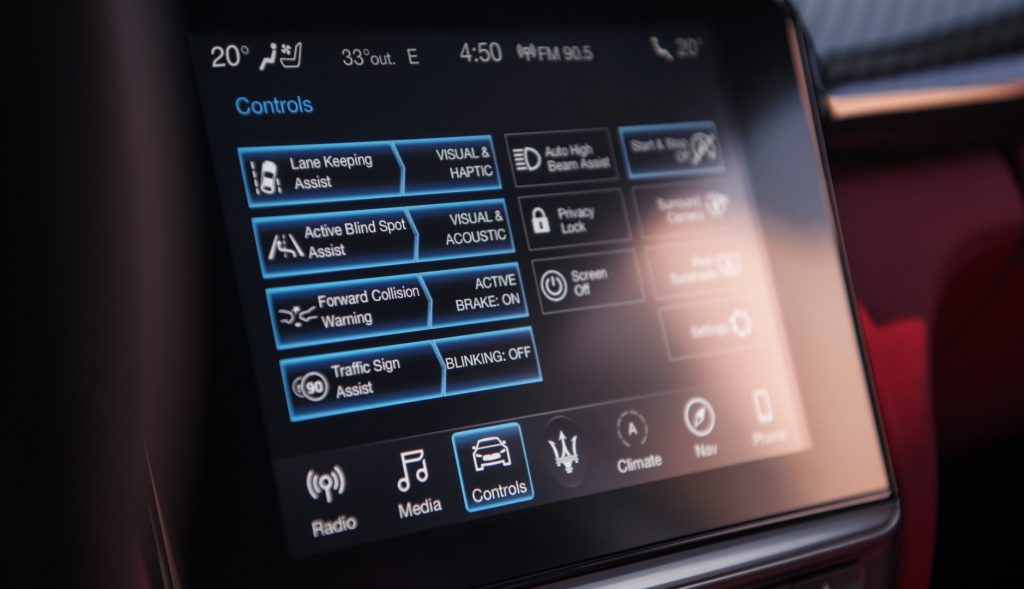 20° 33°out. E 4:50 FM 90.5 20°
Controls
Lane Keeping
Assist
VISUAL &
HAPTIC
Auto High
Beam Assist
Start & Stop
Off
Active Blind Spot
Assist
VISUAL &
ACOUSTIC
Privacy
Lock
Surround
Camera
Forward Collision
Warning
ACTIVE
BRAKE: ON
Screen
Off
Traffic Sign
Assist
90
BLINKING: OFF
Settings
Radio
Media
Controls
A
Climate
Nav
Phone